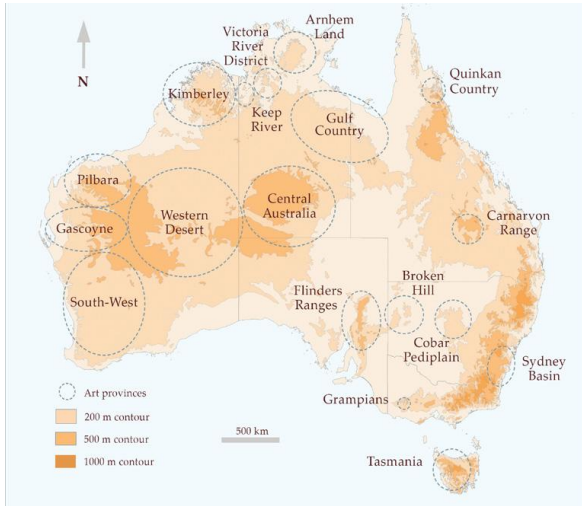 Arnhem
Land
Victoria
River
District
N
Kimberley
Keep
River
Gulf
Country
Quinkan
Country
Pilbara
Gascoyne
Western
Desert
Central
Australia
Carnarvon
Range
South-West
Flinders
Ranges
Broken
Hill
Cobar
Pediplain
Sydney
Basin
Grampians
Tasmania
Art provinces
200 m contour
500 m contour
1000 m contour
500 km